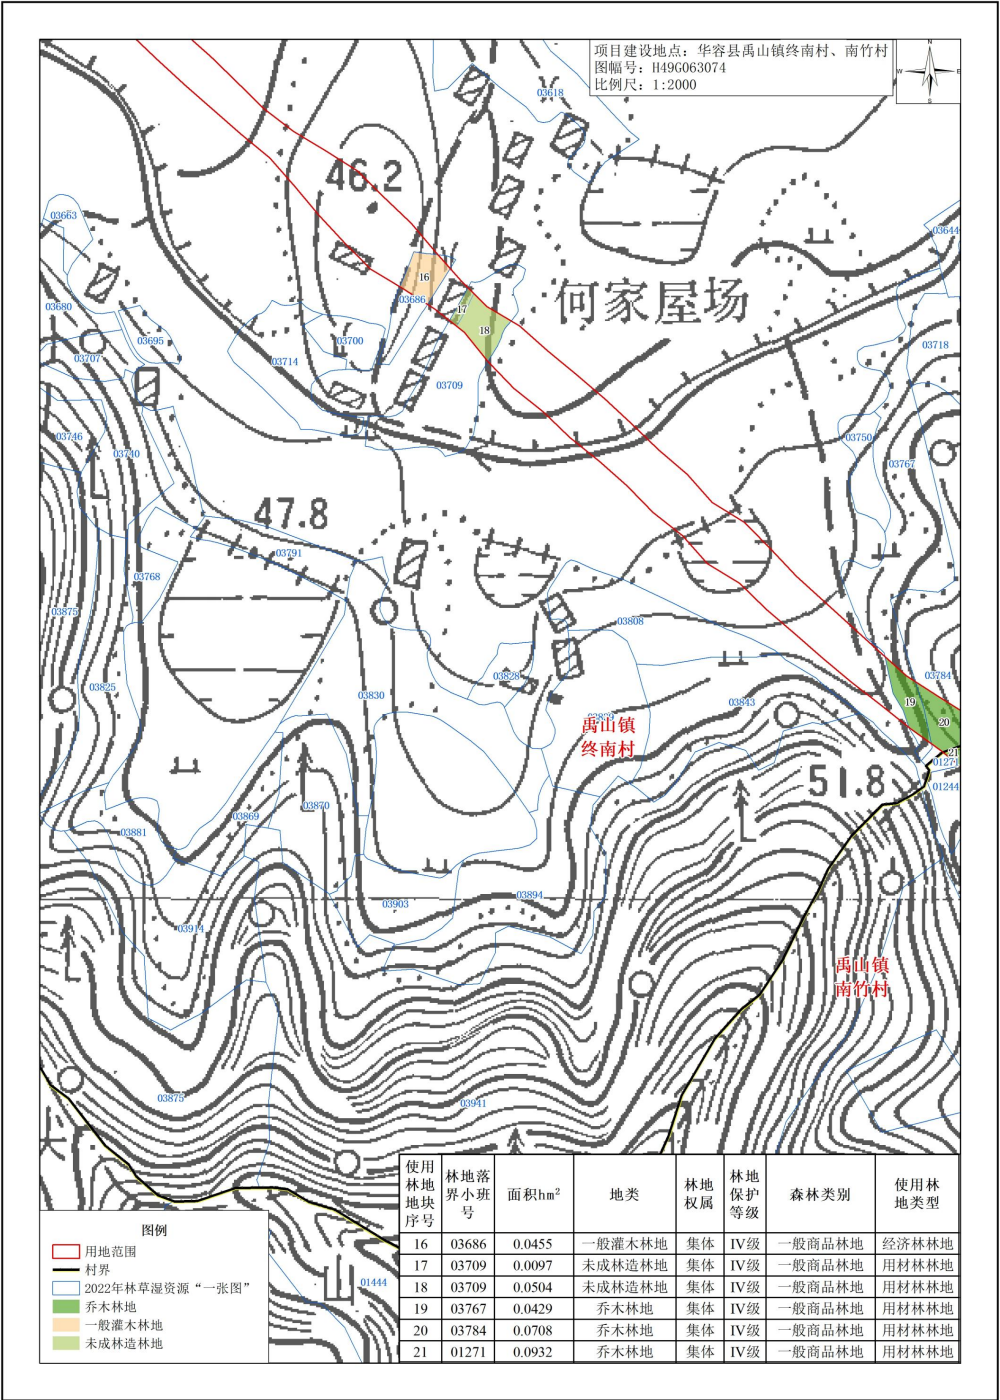 项目建设地点：华容县禹山镇终南村、南竹村
图幅号：H49G063074
比例尺：1:2000
N
W
E
S
03618
46.2
03663
03644
16
03686
17
18
何家屋场
03680
03695
03700
03707
03714
03718
03709
03746
03740
03750
03767
47.8
03791
03768
03875
03808
03828
03825
03830
03784
19
20
21
03843
禹山镇
终南村
01271
01244
51.8
03870
03869
03881
03894
03903
03914
禹山镇
南竹村
03875
03941
01444
图例
用地范围
村界
2022年林草湿资源“一张图”
乔木林地
一般灌木林地
未成林造林地
使用林地地块序号 林地落界小班号 面积hm² 地类 林地权属 林地保护等级 森林类别 使用林地类型
16 03686 0.0455 一般灌木林地 集体 IV级 一般商品林地 经济林林地
17 03709 0.0097 未成林造林地 集体 IV级 一般商品林地 用材林林地
18 03709 0.0504 未成林造林地 集体 IV级 一般商品林地 用材林林地
19 03767 0.0429 乔木林地 集体 IV级 一般商品林地 用材林林地
20 03784 0.0708 乔木林地 集体 IV级 一般商品林地 用材林林地
21 01271 0.0932 乔木林地 集体 IV级 一般商品林地 用材林林地